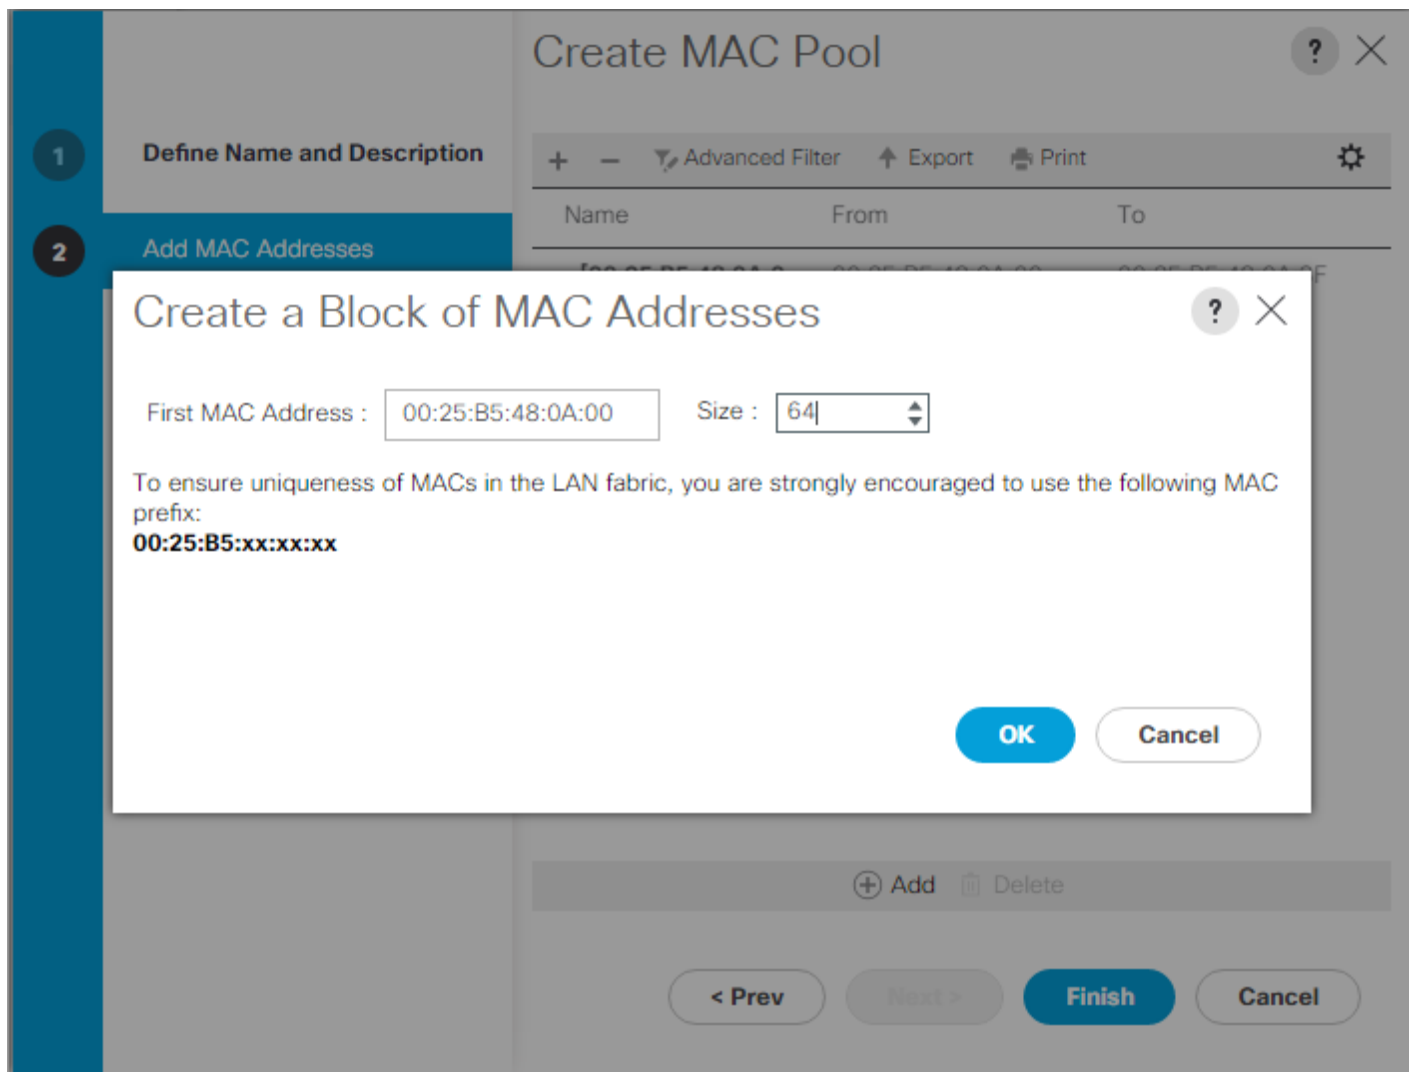 Create MAC Pool
?
1
Define Name and Description
+ − Advanced Filter Export Print
Name From To
2
Add MAC Addresses
Create a Block of MAC Addresses
?
First MAC Address : 00:25:B5:48:0A:00 Size : 64
To ensure uniqueness of MACs in the LAN fabric, you are strongly encouraged to use the following MAC
prefix:
00:25:B5:xx:xx:xx
OK Cancel
Add Delete
< Prev Next > Finish Cancel